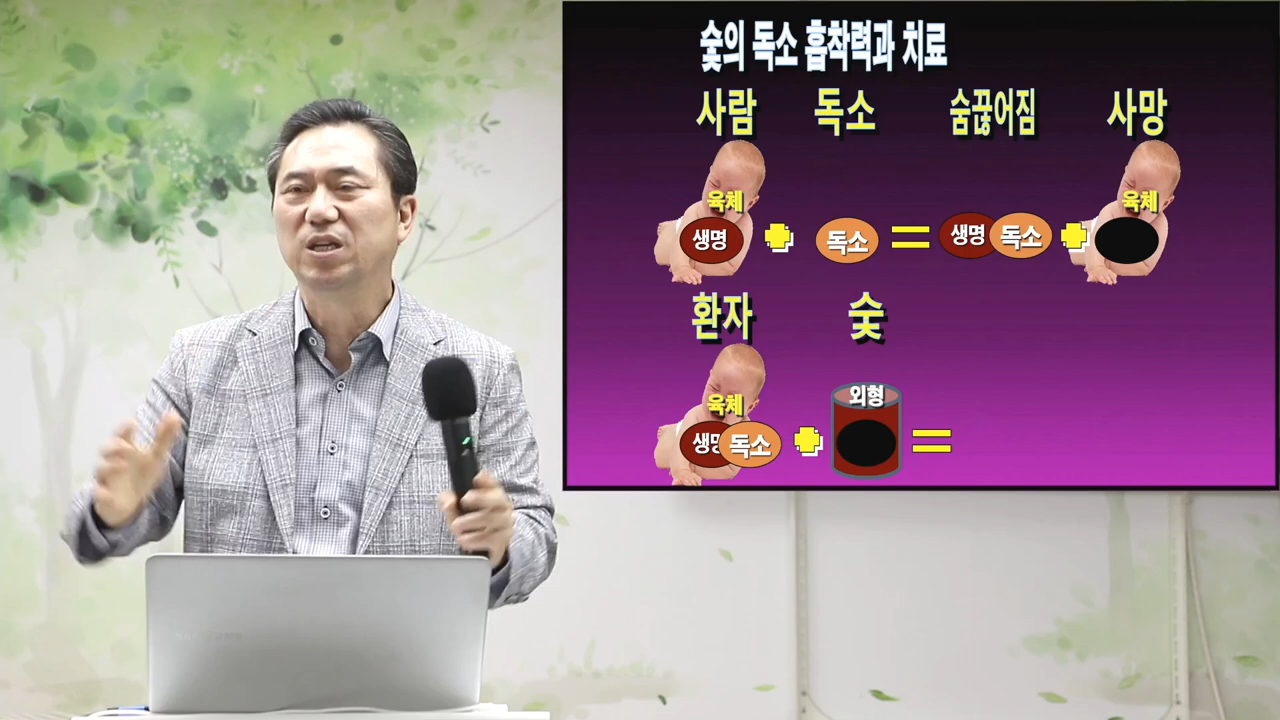 숯의 독소 흡착력과 치료
사람 독소 숨끊어짐 사망
육체 육체
생명 독소 생명 독소
환자 숯
육체 외형
생명 독소